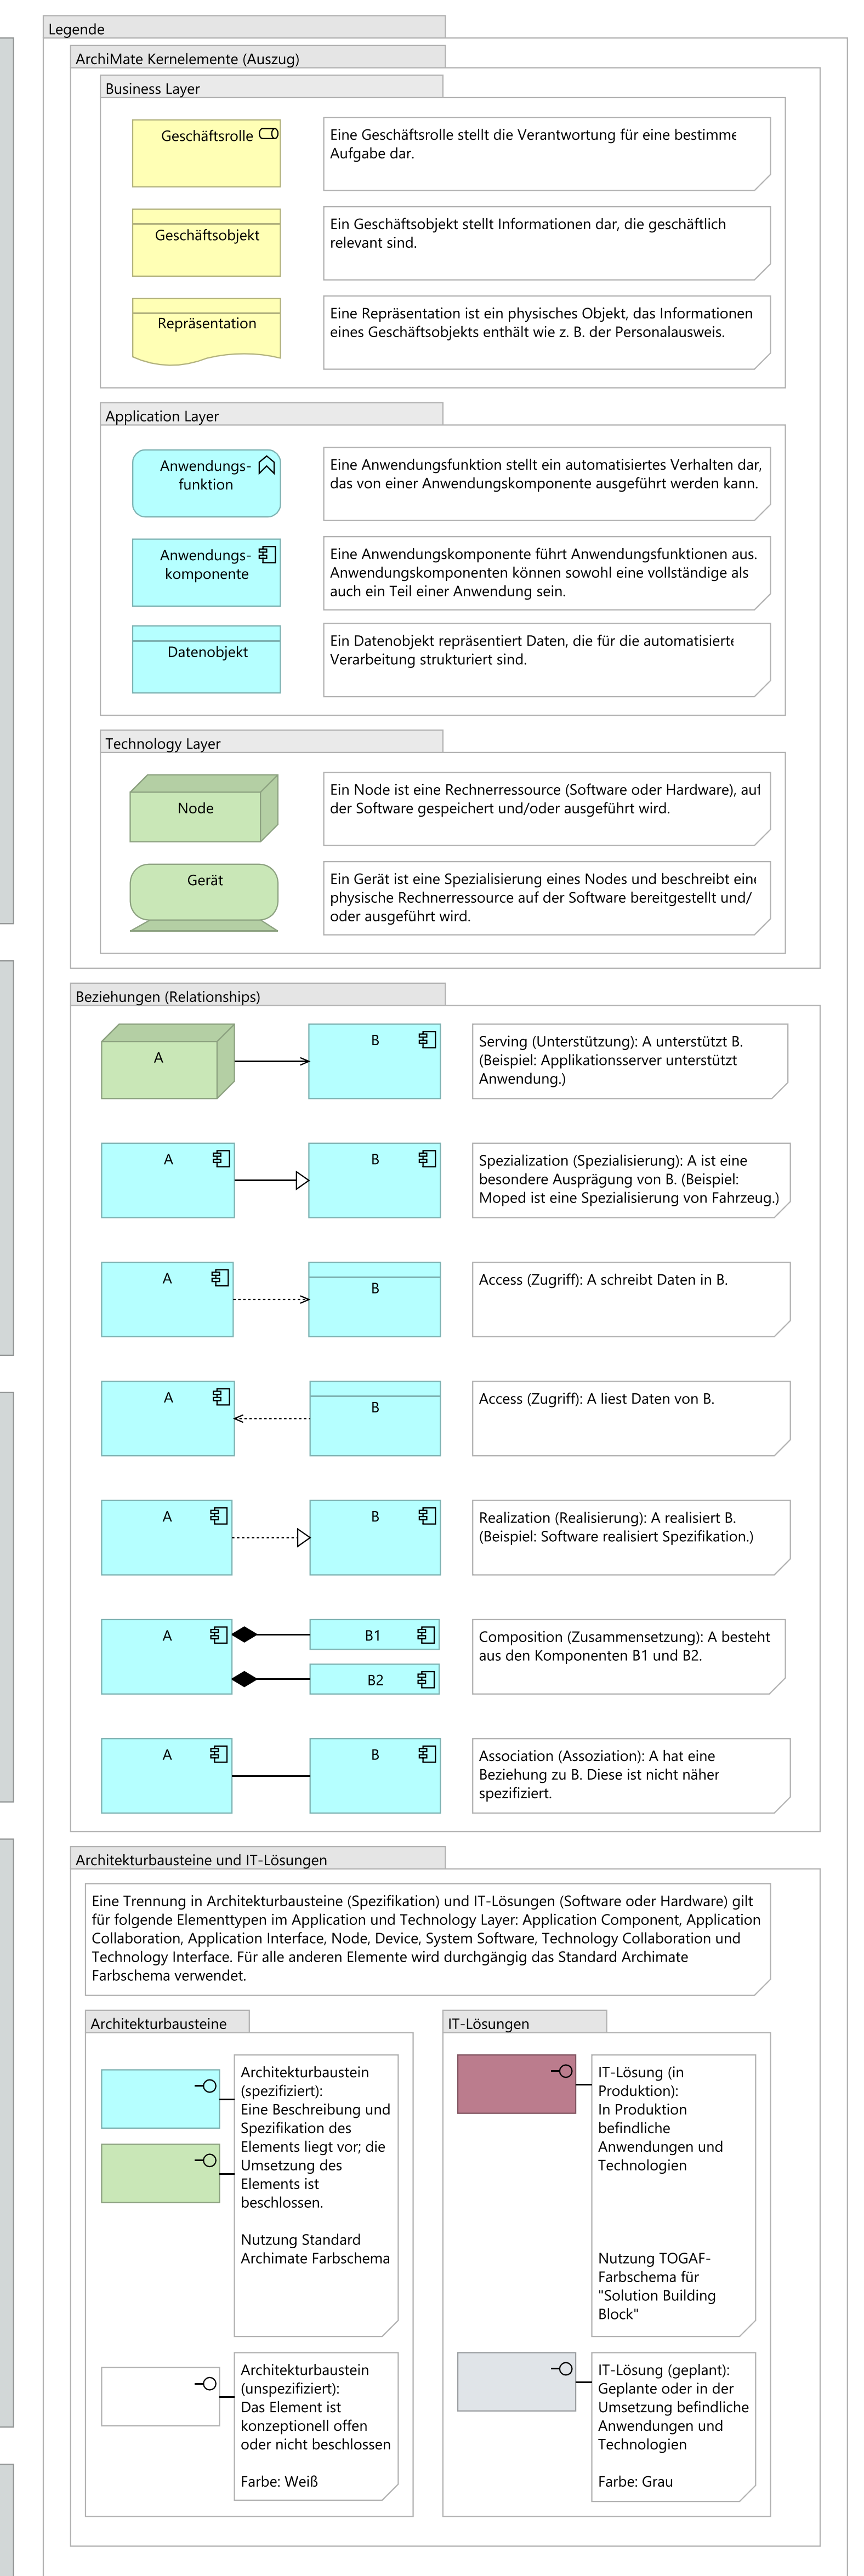 Legende
ArchiMate Kernelemente (Auszug)
Business Layer
Geschäftsrolle
Eine Geschäftsrolle stellt die Verantwortung für eine bestimme
Aufgabe dar.
Geschäftsobjekt
Ein Geschäftsobjekt stellt Informationen dar, die geschäftlich
relevant sind.
Repräsentation
Eine Repräsentation ist ein physisches Objekt, das Informationen
eines Geschäftsobjekts enthält wie z. B. der Personalausweis.
Application Layer
Anwendungs-
funktion
Eine Anwendungsfunktion stellt ein automatisiertes Verhalten dar,
das von einer Anwendungskomponente ausgeführt werden kann.
Anwendungs-
komponente
Eine Anwendungskomponente führt Anwendungsfunktionen aus.
Anwendungskomponenten können sowohl eine vollständige als
auch ein Teil einer Anwendung sein.
Datenobjekt
Ein Datenobjekt repräsentiert Daten, die für die automatisierte
Verarbeitung strukturiert sind.
Technology Layer
Node
Ein Node ist eine Rechnerressource (Software oder Hardware), auf
der Software gespeichert und/oder ausgeführt wird.
Gerät
Ein Gerät ist eine Spezialisierung eines Nodes und beschreibt eine
physische Rechnerressource auf der Software bereitgestellt und/
oder ausgeführt wird.
Beziehungen (Relationships)
A
B
Serving (Unterstützung): A unterstützt B.
(Beispiel: Applikationsserver unterstützt
Anwendung.)
A
B
Spezialization (Spezialisierung): A ist eine
besondere Ausprägung von B. (Beispiel:
Moped ist eine Spezialisierung von Fahrzeug.)
A
B
Access (Zugriff): A schreibt Daten in B.
A
B
Access (Zugriff): A liest Daten von B.
A
B
Realization (Realisierung): A realisiert B.
(Beispiel: Software realisiert Spezifikation.)
A
B1
B2
Composition (Zusammensetzung): A besteht
aus den Komponenten B1 und B2.
A
B
Association (Assoziation): A hat eine
Beziehung zu B. Diese ist nicht näher
spezifiziert.
Architekturbausteine und IT-Lösungen
Eine Trennung in Architekturbausteine (Spezifikation) und IT-Lösungen (Software oder Hardware) gilt
für folgende Elementtypen im Application und Technology Layer: Application Component, Application
Collaboration, Application Interface, Node, Device, System Software, Technology Collaboration und
Technology Interface. Für alle anderen Elemente wird durchgängig das Standard Archimate
Farbschema verwendet.
Architekturbausteine
Architekturbaustein
(spezifiziert):
Eine Beschreibung und
Spezifikation des
Elements liegt vor; die
Umsetzung des
Elements ist
beschlossen.
Nutzung Standard
Archimate Farbschema
Architekturbaustein
(unspezifiziert):
Das Element ist
konzeptionell offen
oder nicht beschlossen
Farbe: Weiß
IT-Lösungen
IT-Lösung (in
Produktion):
In Produktion
befindliche
Anwendungen und
Technologien
Nutzung TOGAF-
Farbschema für
"Solution Building
Block"
IT-Lösung (geplant):
Geplante oder in der
Umsetzung befindliche
Anwendungen und
Technologien
Farbe: Grau